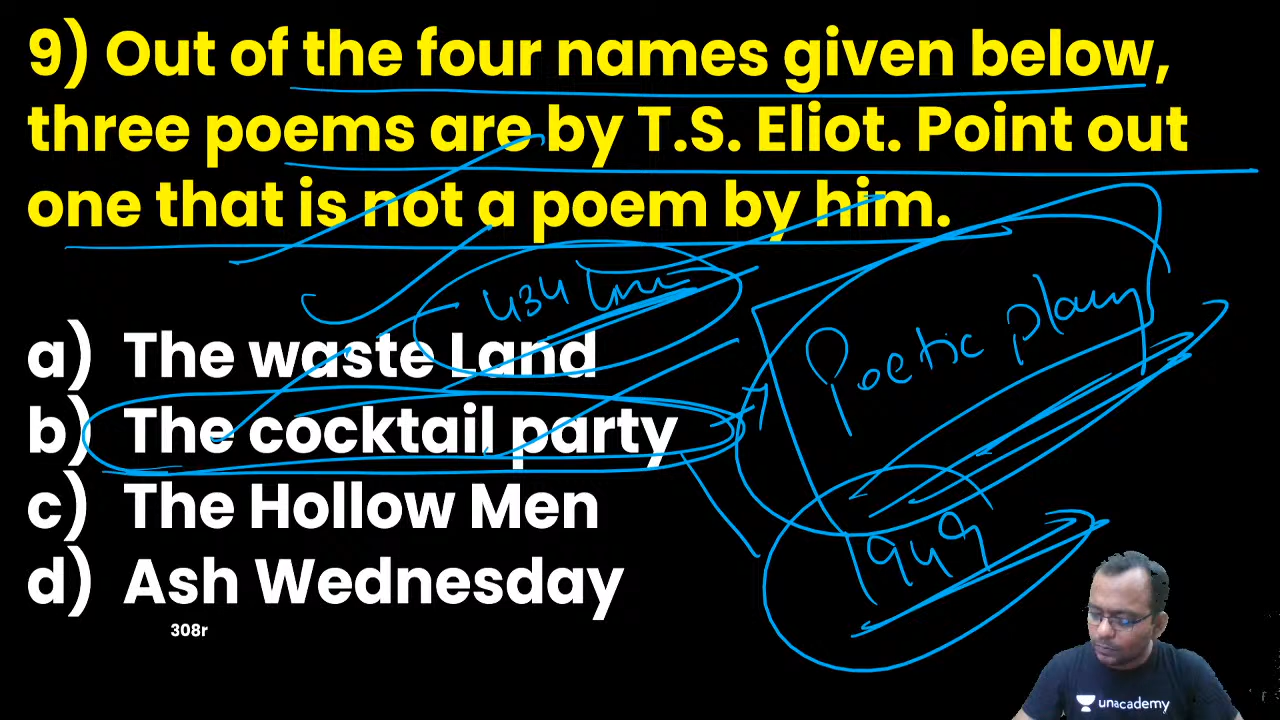 9) Out of the four names given below,
three poems are by T.S. Eliot. Point out
one that is not a poem by him.
434 lines
Poetic play
a) The waste Land
b) The cocktail party
c) The Hollow Men
d) Ash Wednesday
1949
308r
unacademy